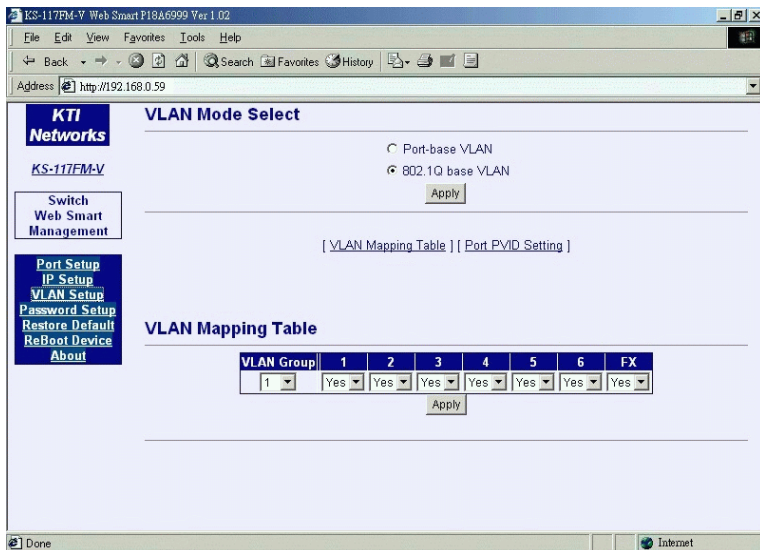 KS-117FM-V Web Smart P18A6999 Ver 1.02
File Edit View Favorites Tools Help
Back Search Favorites History
Address http://192.168.0.59
KTI
Networks
KS-117FM-V
Switch
Web Smart
Management
Port Setup
IP Setup
VLAN Setup
Password Setup
Restore Default
ReBoot Device
About
VLAN Mode Select
Port-base VLAN
802.1Q base VLAN
Apply
[ VLAN Mapping Table ] [ Port PVID Setting ]
VLAN Mapping Table
VLAN Group 1 2 3 4 5 6 FX
1 Yes Yes Yes Yes Yes Yes Yes
Apply
Done Internet